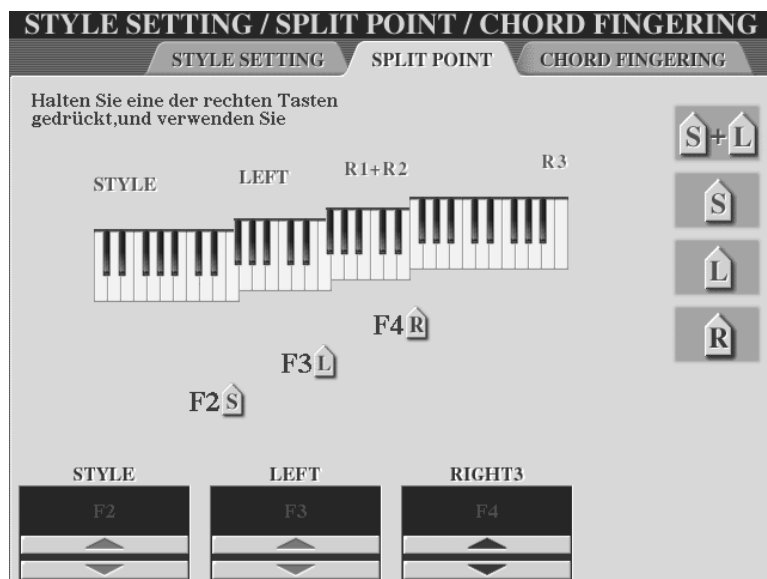 STYLE SETTING / SPLIT POINT / CHORD FINGERING
STYLE SETTING SPLIT POINT CHORD FINGERING
Halten Sie eine der rechten Tasten
gedrückt,und verwenden Sie
S+L
STYLE LEFT R1+R2 R3
S
L
F4 R
R
F3 L
F2 S
STYLE LEFT RIGHT3
F2 F3 F4